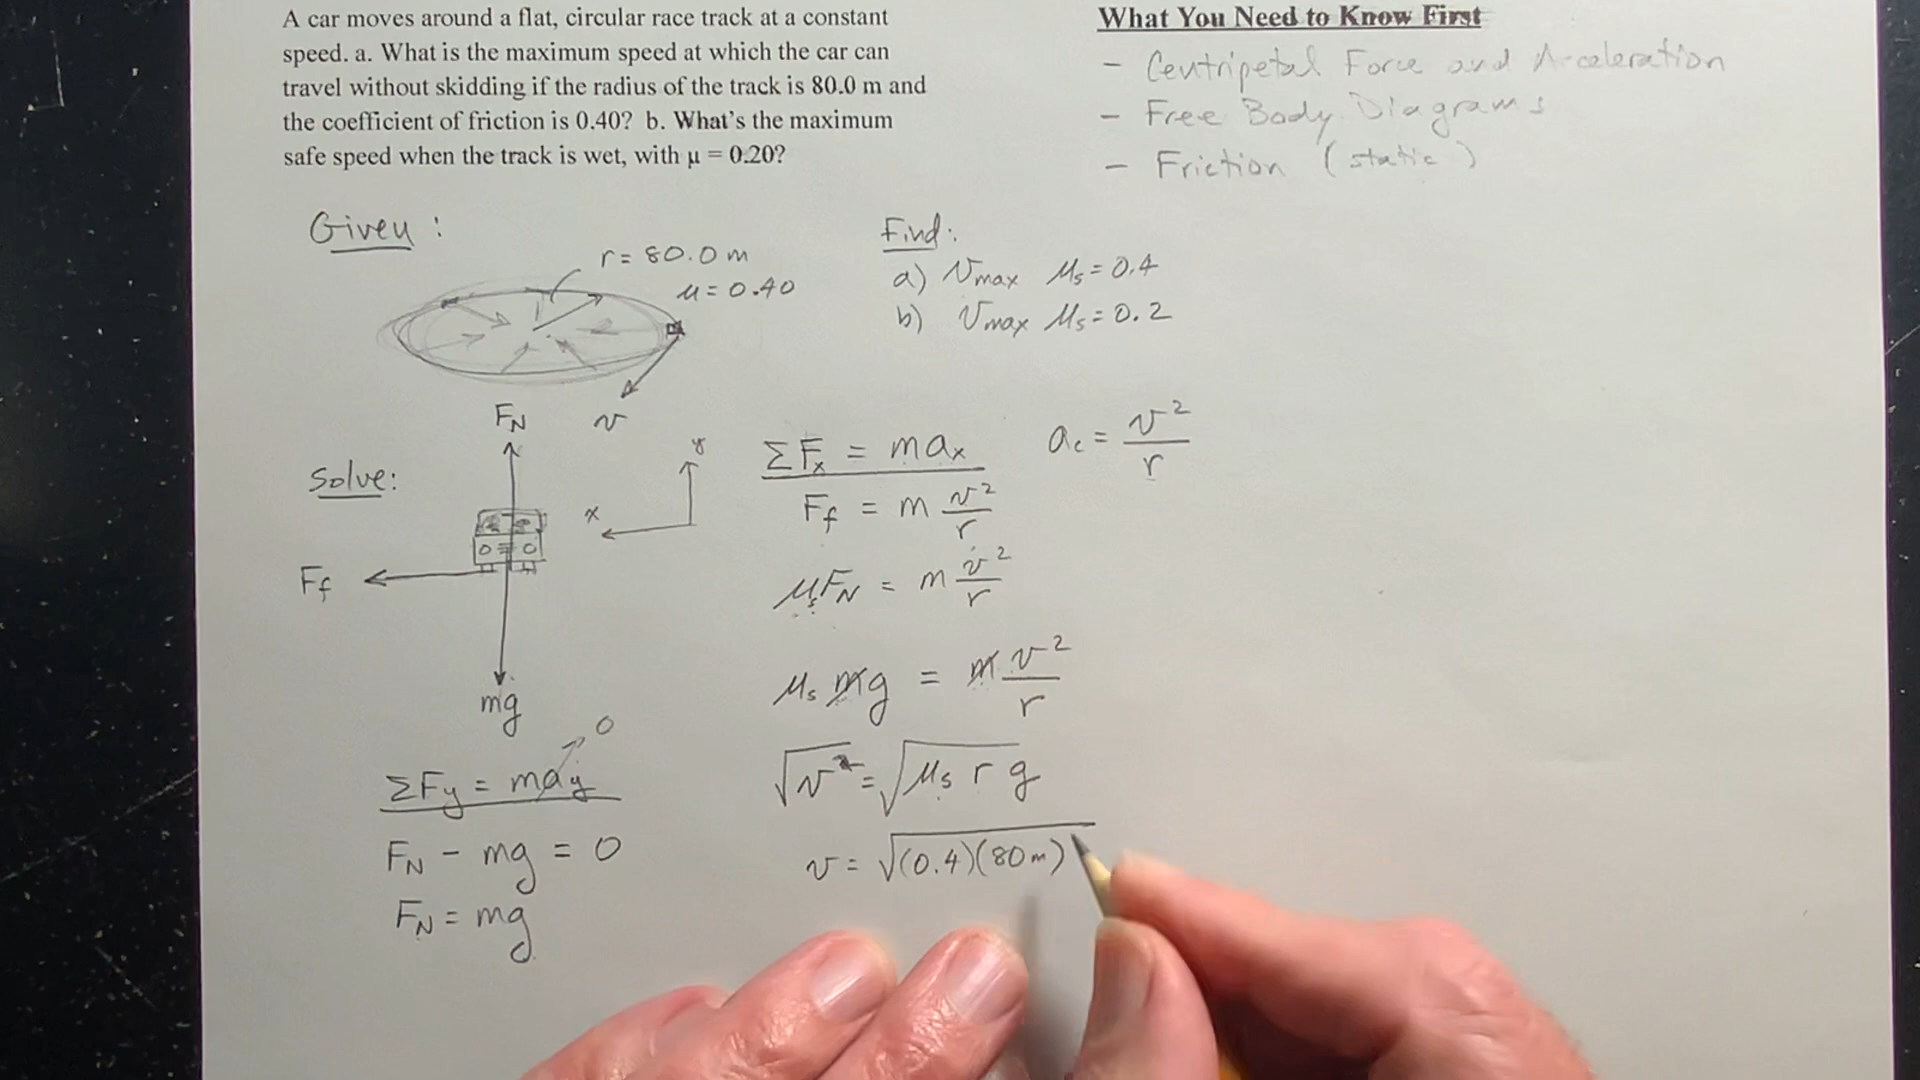 A car moves around a flat, circular race track at a constant
speed. a. What is the maximum speed at which the car can
travel without skidding if the radius of the track is 80.0 m and
the coefficient of friction is 0.40? b. What's the maximum
safe speed when the track is wet, with μ = 0.20?
What You Need to Know First
- Centripetal Force and Acceleration
- Free Body Diagrams
- Friction (static)
Given:
r = 80.0 m
μ = 0.40
v
Find:
a) vmax μs = 0.4
b) vmax μs = 0.2
Solve:
FN
Ff
mg
y
x
ΣFy = may → 0
FN - mg = 0
FN = mg
ΣFx = max
ac = v²/r
Ff = m v²/r
μsFN = m v²/r
μs mg = m v²/r
√v² = √μs r g
v = √(0.4)(80m)